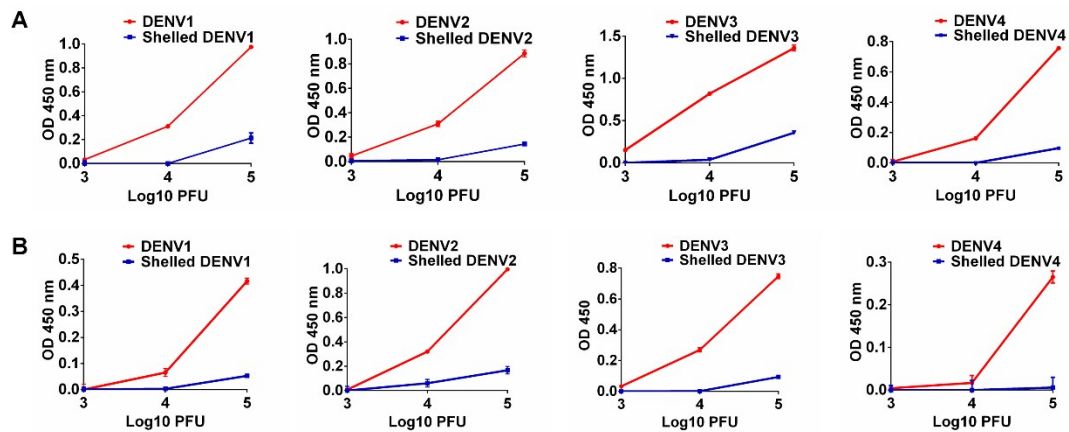 A
DENV1
Shelled DENV1
OD 450 nm
1.0
0.8
0.6
0.4
0.2
0.0
3 4 5
Log10 PFU
DENV2
Shelled DENV2
OD 450 nm
1.0
0.8
0.6
0.4
0.2
0.0
3 4 5
Log10 PFU
DENV3
Shelled DENV3
OD 450 nm
1.5
1.0
0.5
0.0
3 4 5
Log10 PFU
DENV4
Shelled DENV4
OD 450 nm
0.8
0.6
0.4
0.2
0.0
3 4 5
Log10 PFU
B
DENV1
Shelled DENV1
OD 450 nm
0.5
0.4
0.3
0.2
0.1
0.0
3 4 5
Log10 PFU
DENV2
Shelled DENV2
OD 450 nm
1.0
0.8
0.6
0.4
0.2
0.0
3 4 5
Log10 PFU
DENV3
Shelled DENV3
OD 450
0.8
0.6
0.4
0.2
0.0
3 4 5
Log10 PFU
DENV4
Shelled DENV4
OD 450 nm
0.3
0.2
0.1
0.0
3 4 5
Log10 PFU